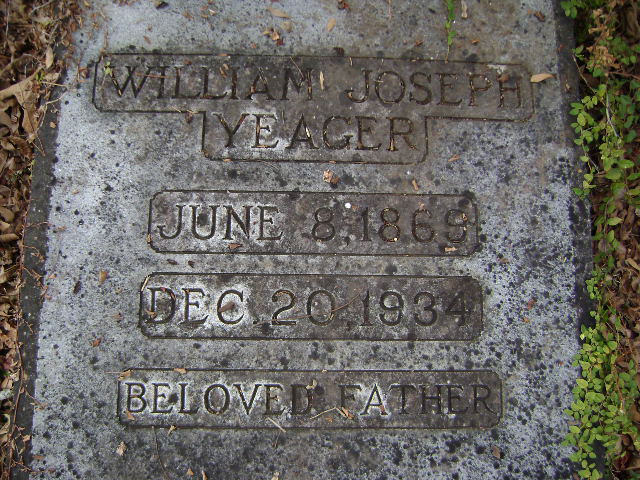 WILLIAM JOSEPH
YEAGER
JUNE 8, 1869
DEC. 20, 1934
BELOVED FATHER